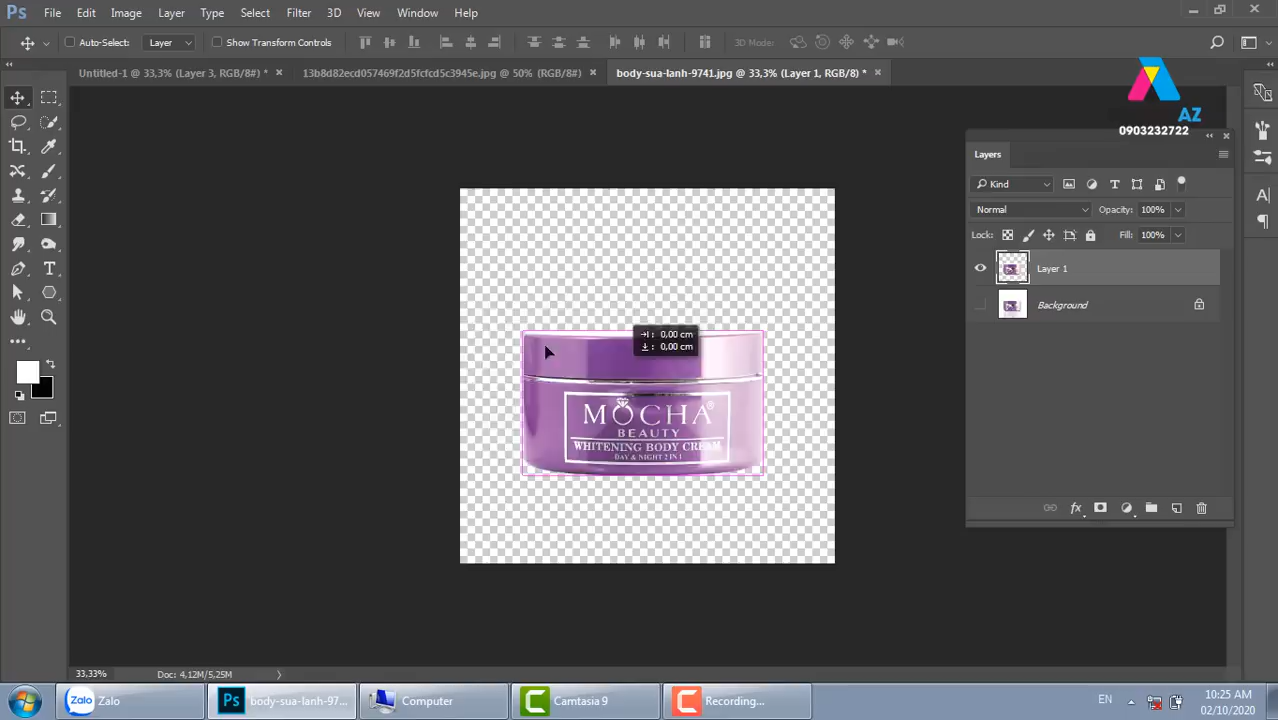 Ps File Edit Image Layer Type Select Filter 3D View Window Help
Auto-Select: Layer Show Transform Controls 3D Mode:
Untitled-1 @ 33,3% (Layer 3, RGB/8#) * × 13b8d82ecd057469f2d5fcfcd5c3945e.jpg @ 50% (RGB/8#) × body-sua-lanh-9741.jpg @ 33,3% (Layer 1, RGB/8) * ×
AZ
0903232722
Layers
Kind
Normal Opacity: 100%
Lock: Fill: 100%
Layer 1
Background
0,00 cm
0,00 cm
MOCHA®
BEAUTY
WHITENING BODY CREAM
DAY & NIGHT 2 IN 1
33,33% Doc: 4,12M/5,25M
Zalo Zalo Ps body-sua-lanh-97... Computer Camtasia 9 Recording... EN 10:25 AM
02/10/2020